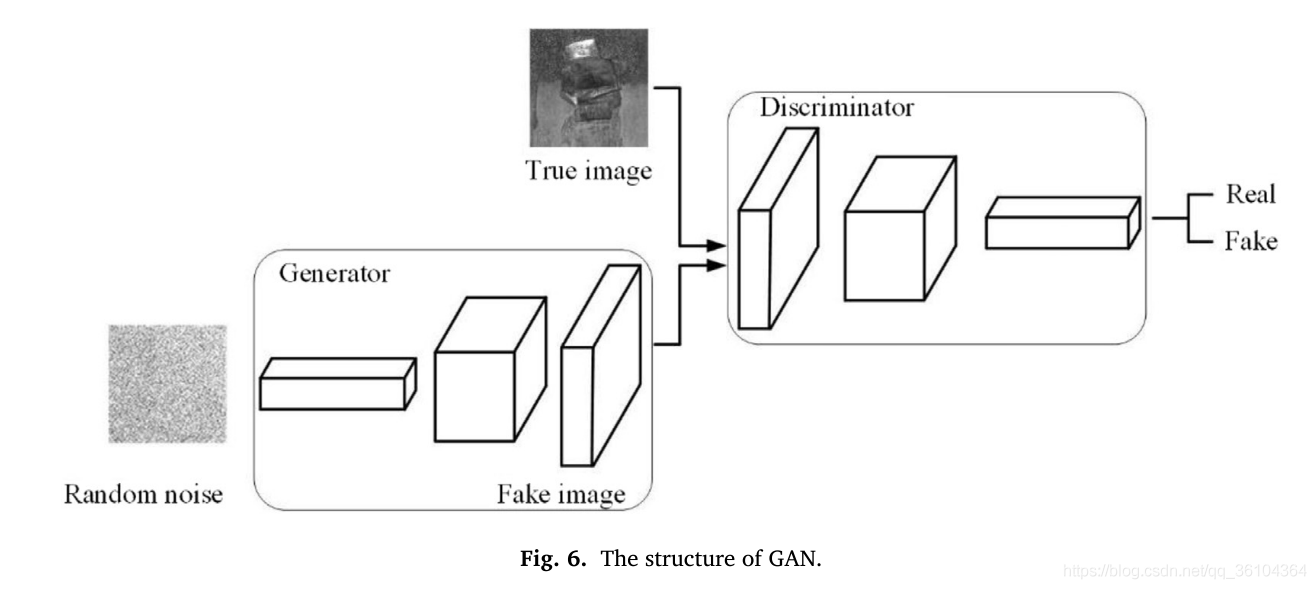 True image
Discriminator
Real
Fake
Generator
Random noise
Fake image
Fig. 6. The structure of GAN.
https://blog.csdn.net/qq_36104364